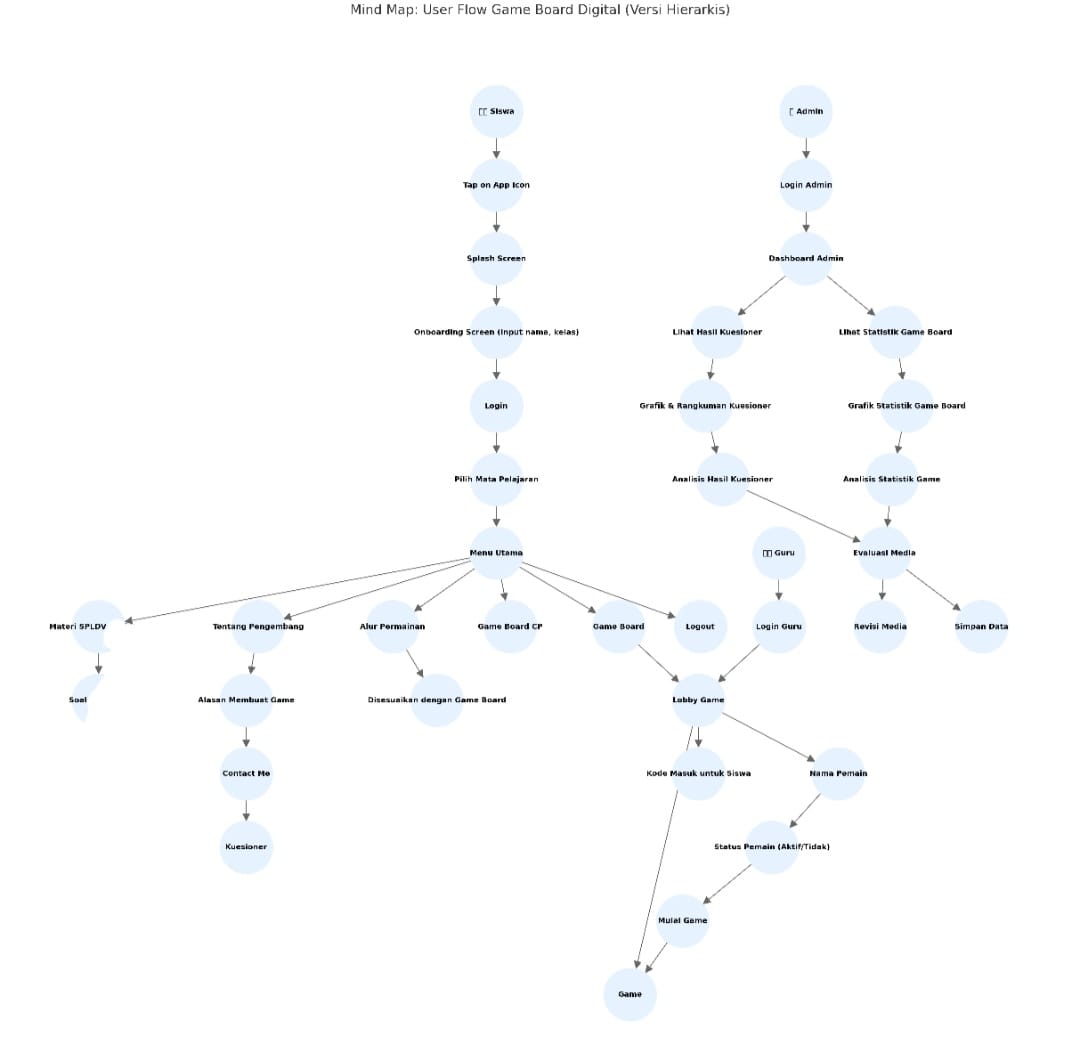 Mind Map: User Flow Game Board Digital (Versi Hierarkis)
Siswa
Admin
Tap on App Icon
Login Admin
Splash Screen
Dashboard Admin
Onboarding Screen (Input nama, kelas)
Lihat Hasil Kuesioner
Lihat Statistik Game Board
Login
Grafik & Rangkuman Kuesioner
Grafik Statistik Game Board
Pilih Mata Pelajaran
Analisis Hasil Kuesioner
Analisis Statistik Game
Menu Utama
Guru
Evaluasi Media
Materi SPLDV
Tentang Pengembang
Alur Permainan
Game Board CP
Game Board
Logout
Login Guru
Revisi Media
Simpan Data
Soal
Alasan Membuat Game
Disesuaikan dengan Game Board
Lobby Game
Contact Me
Kode Masuk untuk Siswa
Nama Pemain
Kuesioner
Status Pemain (Aktif/Tidak)
Mulai Game
Game